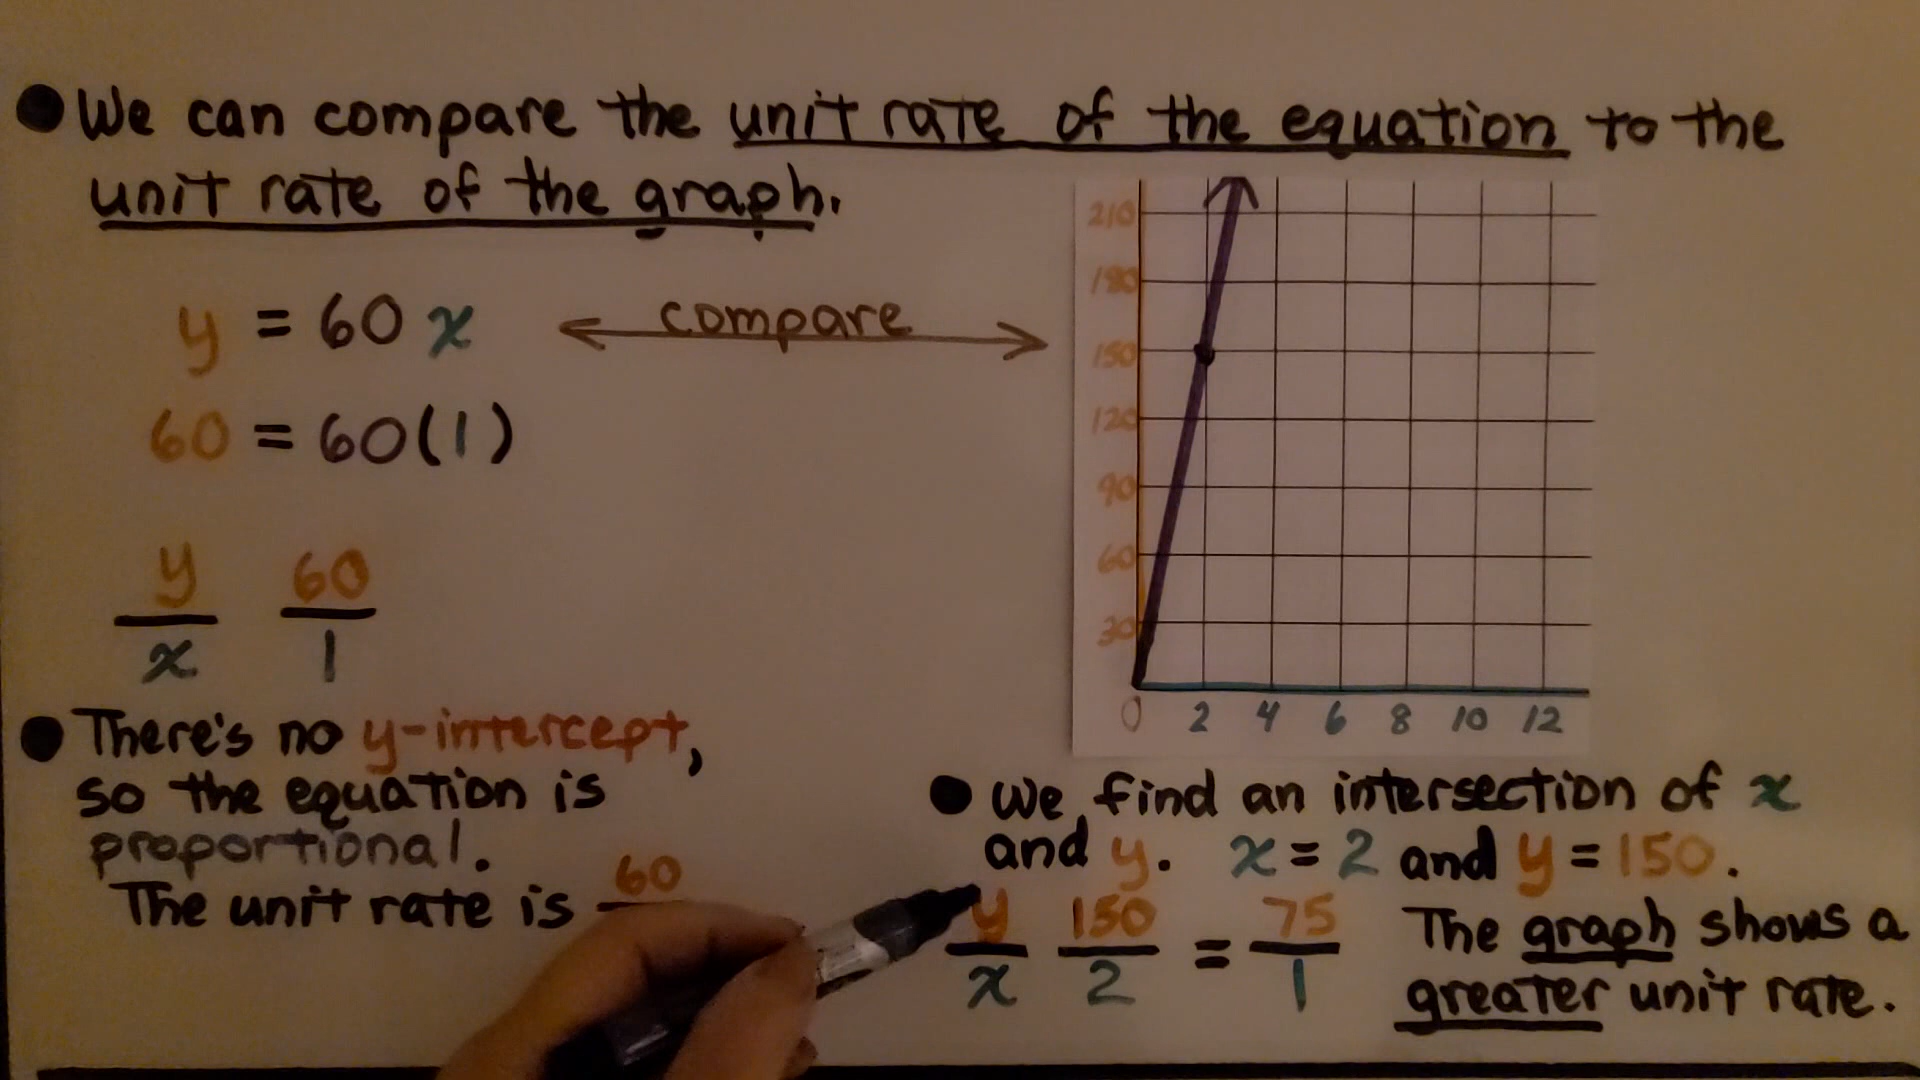 • We can compare the unit rate of the equation to the
unit rate of the graph.
y = 60x
compare
60 = 60(1)
y/x 60/1
• There's no y-intercept,
so the equation is
proportional.
The unit rate is 60
210
180
150
120
90
60
30
0 2 4 6 8 10 12
• We find an intersection of x
and y. x = 2 and y = 150.
y/x 150/2 = 75/1
The graph shows a
greater unit rate.